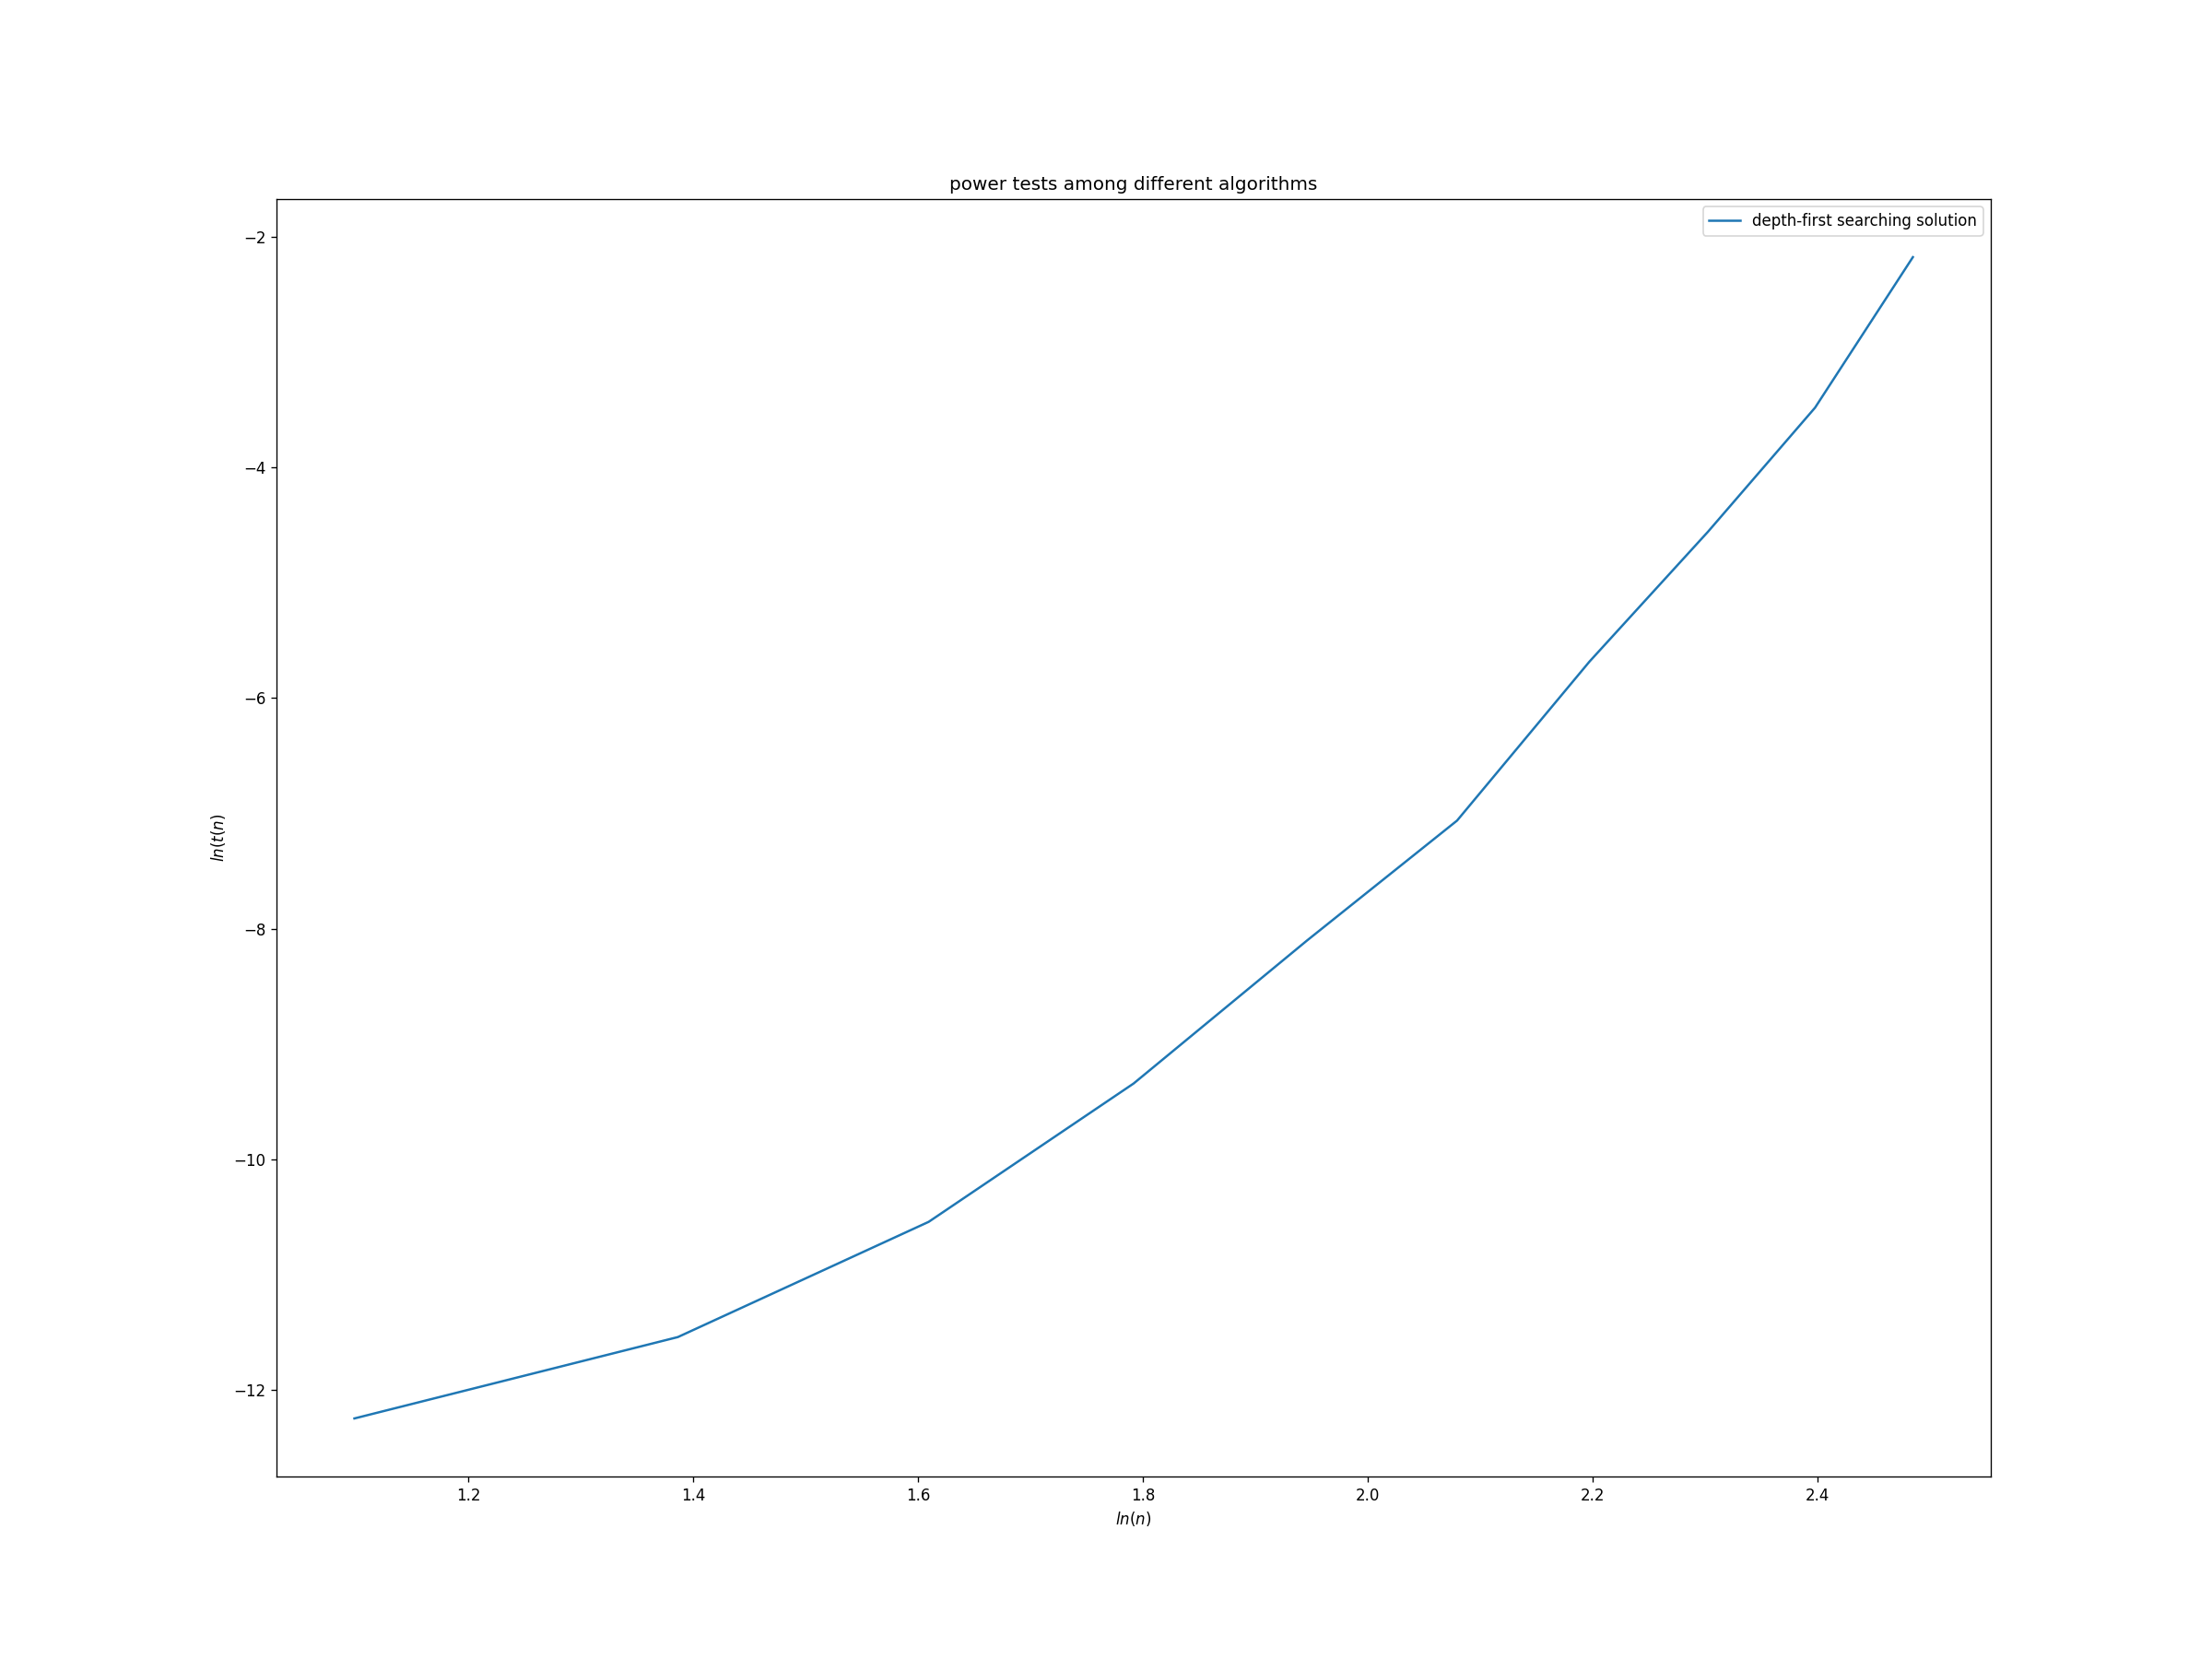 power tests among different algorithms
depth-first searching solution
−2
−4
−6
−8
−10
−12
ln(t(n)
1.2 1.4 1.6 1.8 2.0 2.2 2.4
ln(n)